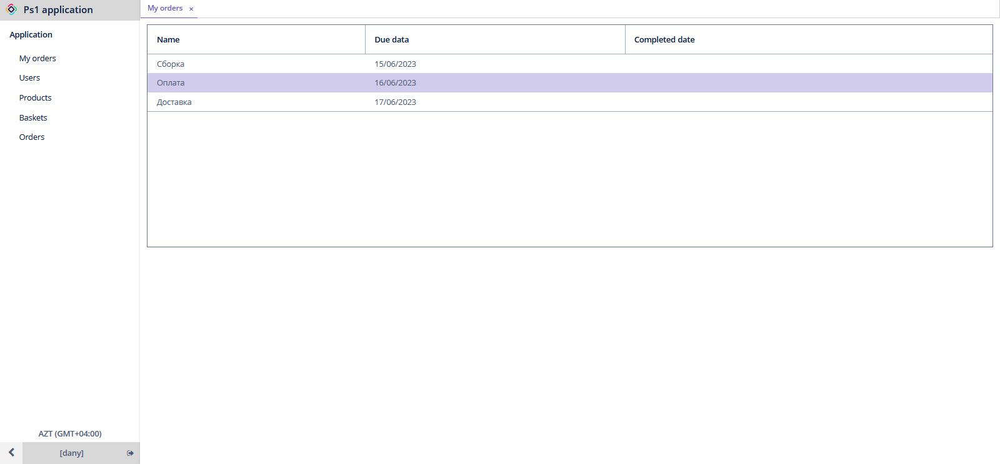 Ps1 application
My orders ×
Application
My orders
Users
Products
Baskets
Orders
Name Due data Completed date
Сборка 15/06/2023
Оплата 16/06/2023
Доставка 17/06/2023
AZT (GMT+04:00)
[dany]